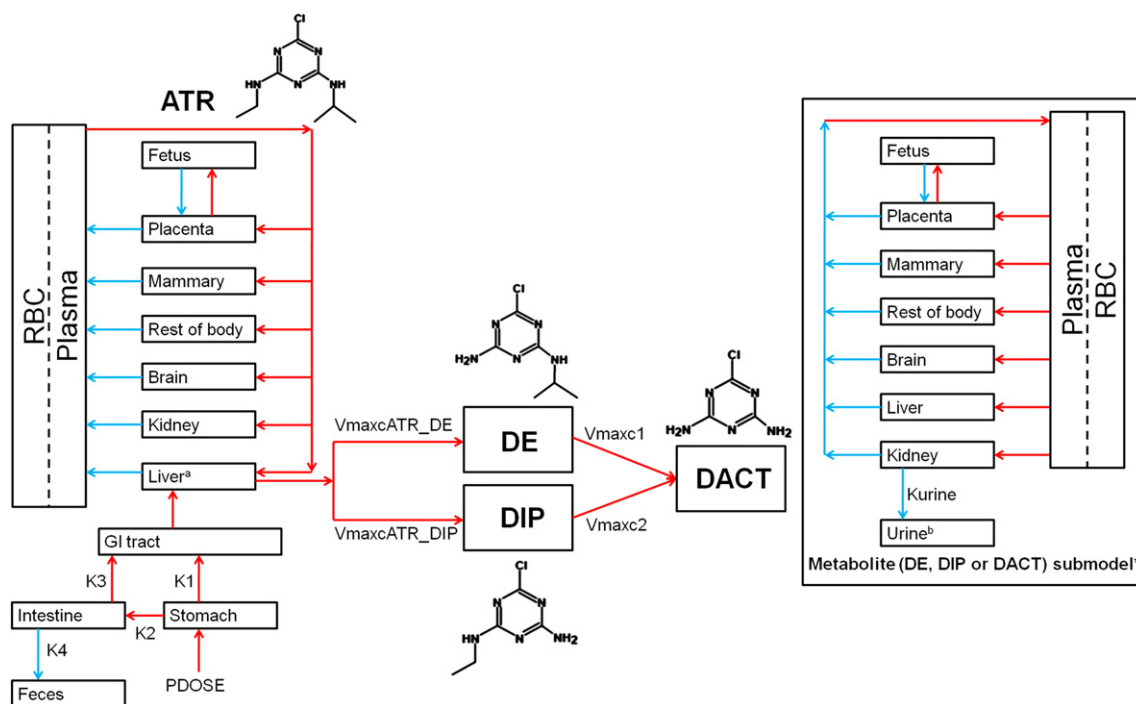 Cl
N
N
HN
N
NH
ATR
RBC
Plasma
Fetus
Placenta
Mammary
Rest of body
Brain
Kidney
Liverᵃ
GI tract
K3
K1
Intestine
K2
Stomach
K4
PDOSE
Feces
Cl
N
N
H₂N
N
NH
VmaxcATR_DE
DE
Vmaxc1
VmaxcATR_DIP
DIP
Vmaxc2
Cl
N
N
HN
N
NH₂
Cl
N
N
H₂N
N
NH₂
DACT
Fetus
Placenta
Mammary
Rest of body
Brain
Liver
Kidney
Kurine
Urineᵇ
Plasma
RBC
Metabolite (DE, DIP or DACT) submodel*